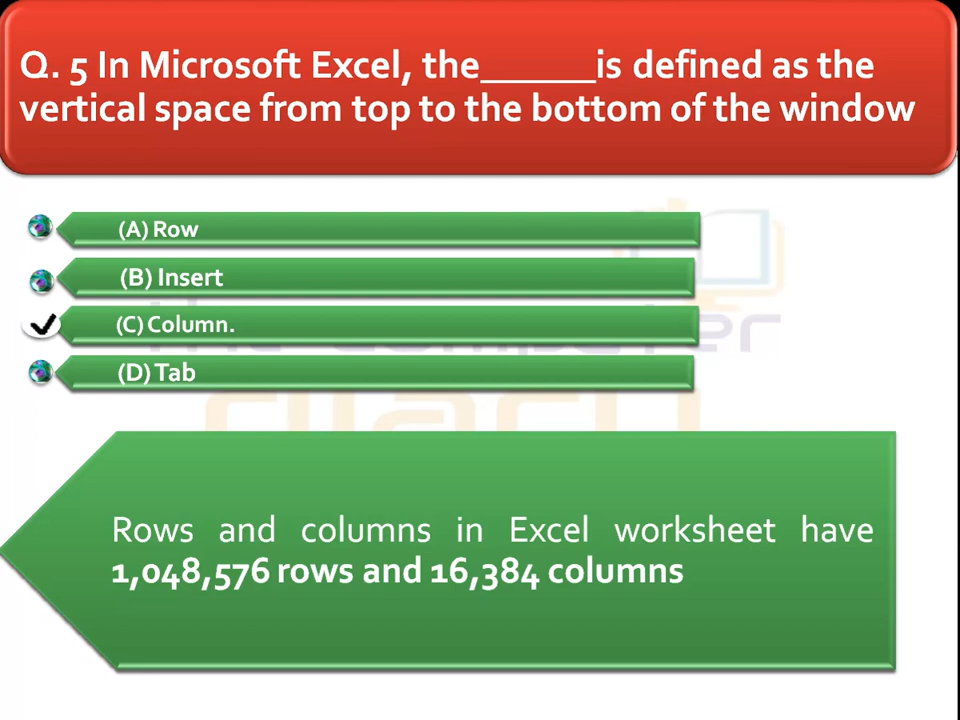 Q. 5 In Microsoft Excel, the______is defined as the
vertical space from top to the bottom of the window
(A) Row
(B) Insert
(C) Column.
(D) Tab
Rows and columns in Excel worksheet have
1,048,576 rows and 16,384 columns